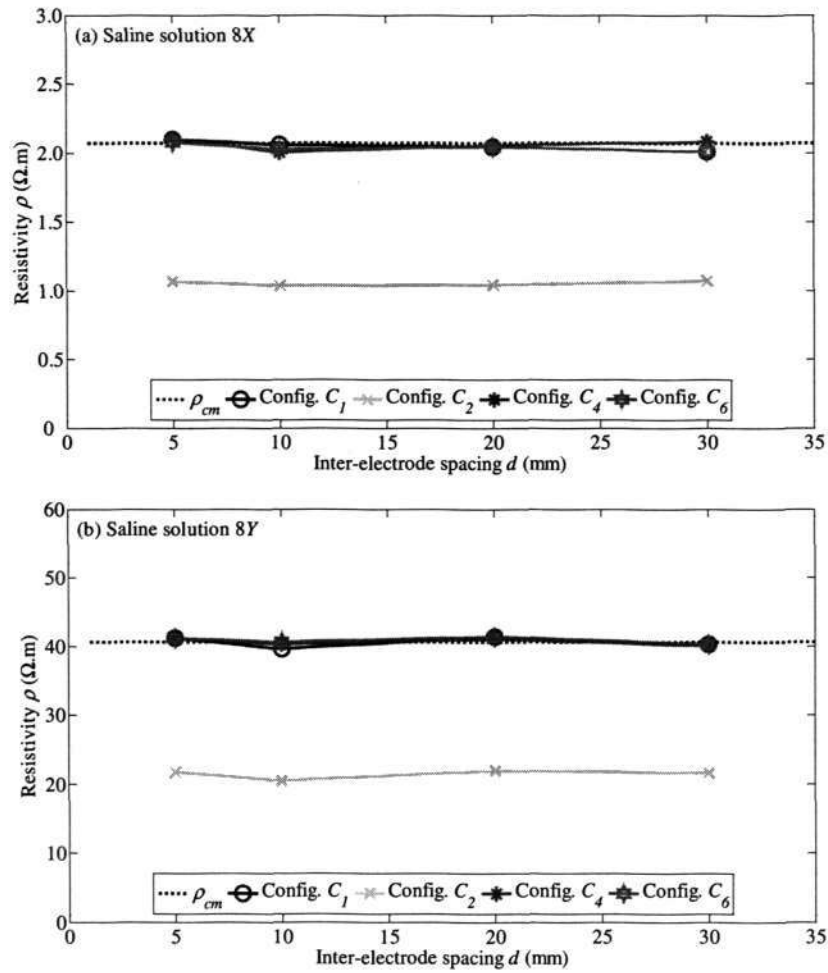 3.0
(a) Saline solution 8X
2.5
2.0
Resistivity ρ (Ω.m)
1.5
1.0
0.5
ρcm Config. C1 Config. C2 Config. C4 Config. C6
0
0 5 10 15 20 25 30 35
Inter-electrode spacing d (mm)
60
(b) Saline solution 8Y
50
40
Resistivity ρ (Ω.m)
30
20
10
ρcm Config. C1 Config. C2 Config. C4 Config. C6
0
0 5 10 15 20 25 30 35
Inter-electrode spacing d (mm)